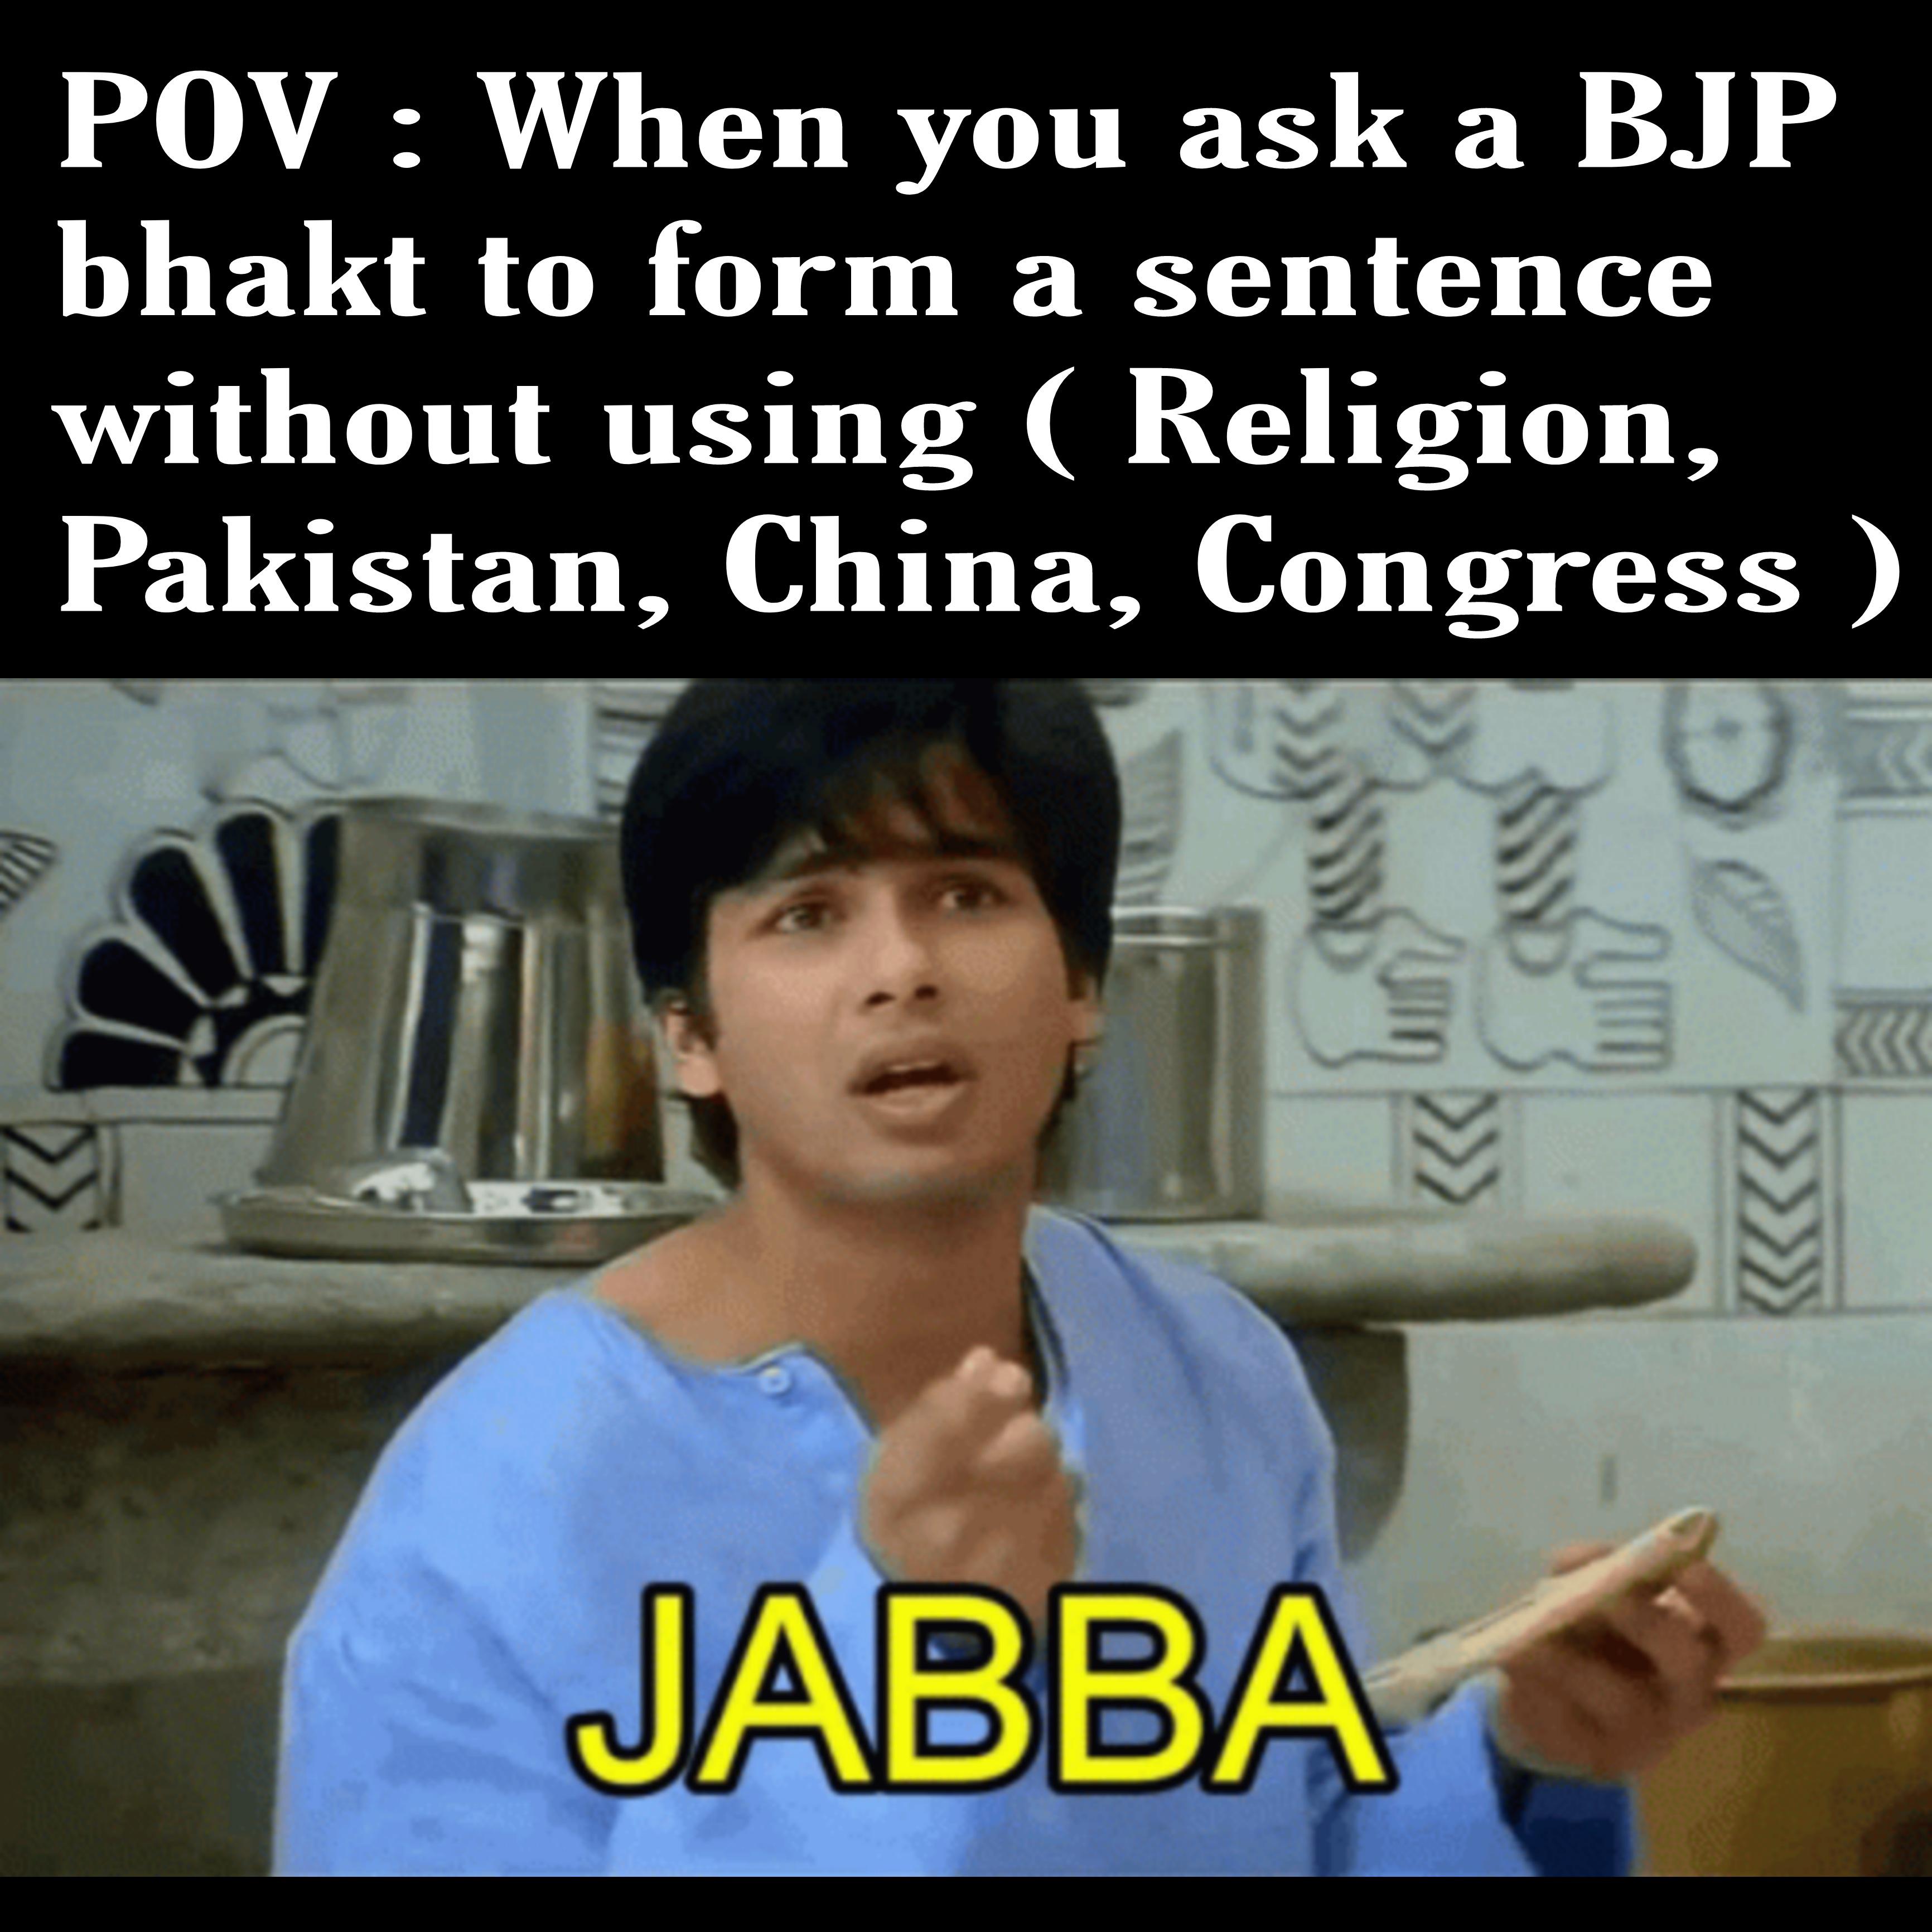 POV : When you ask a BJP
bhakt to form a sentence
without using ( Religion,
Pakistan, China, Congress )
JABBA